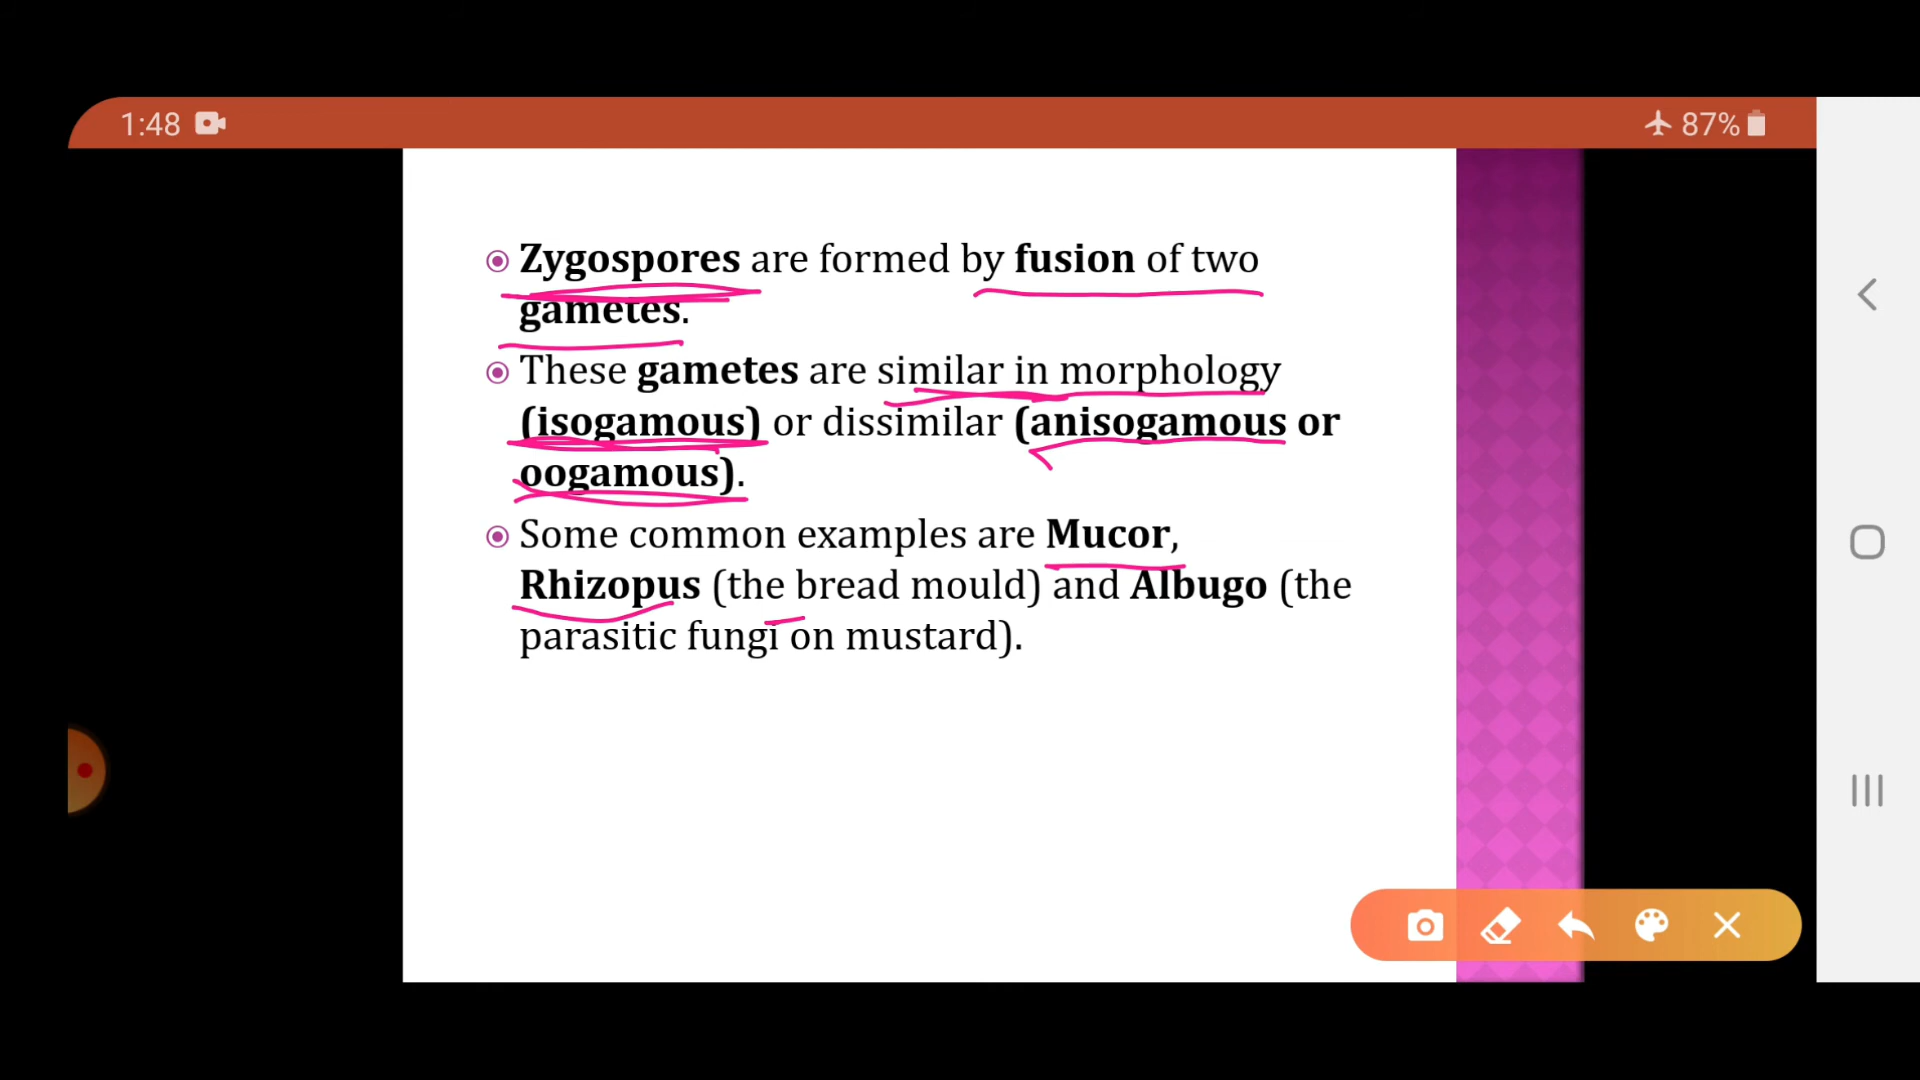 1:48 87%
Zygospores are formed by fusion of two
gametes.
These gametes are similar in morphology
(isogamous) or dissimilar (anisogamous or
oogamous).
Some common examples are Mucor,
Rhizopus (the bread mould) and Albugo (the
parasitic fungi on mustard).